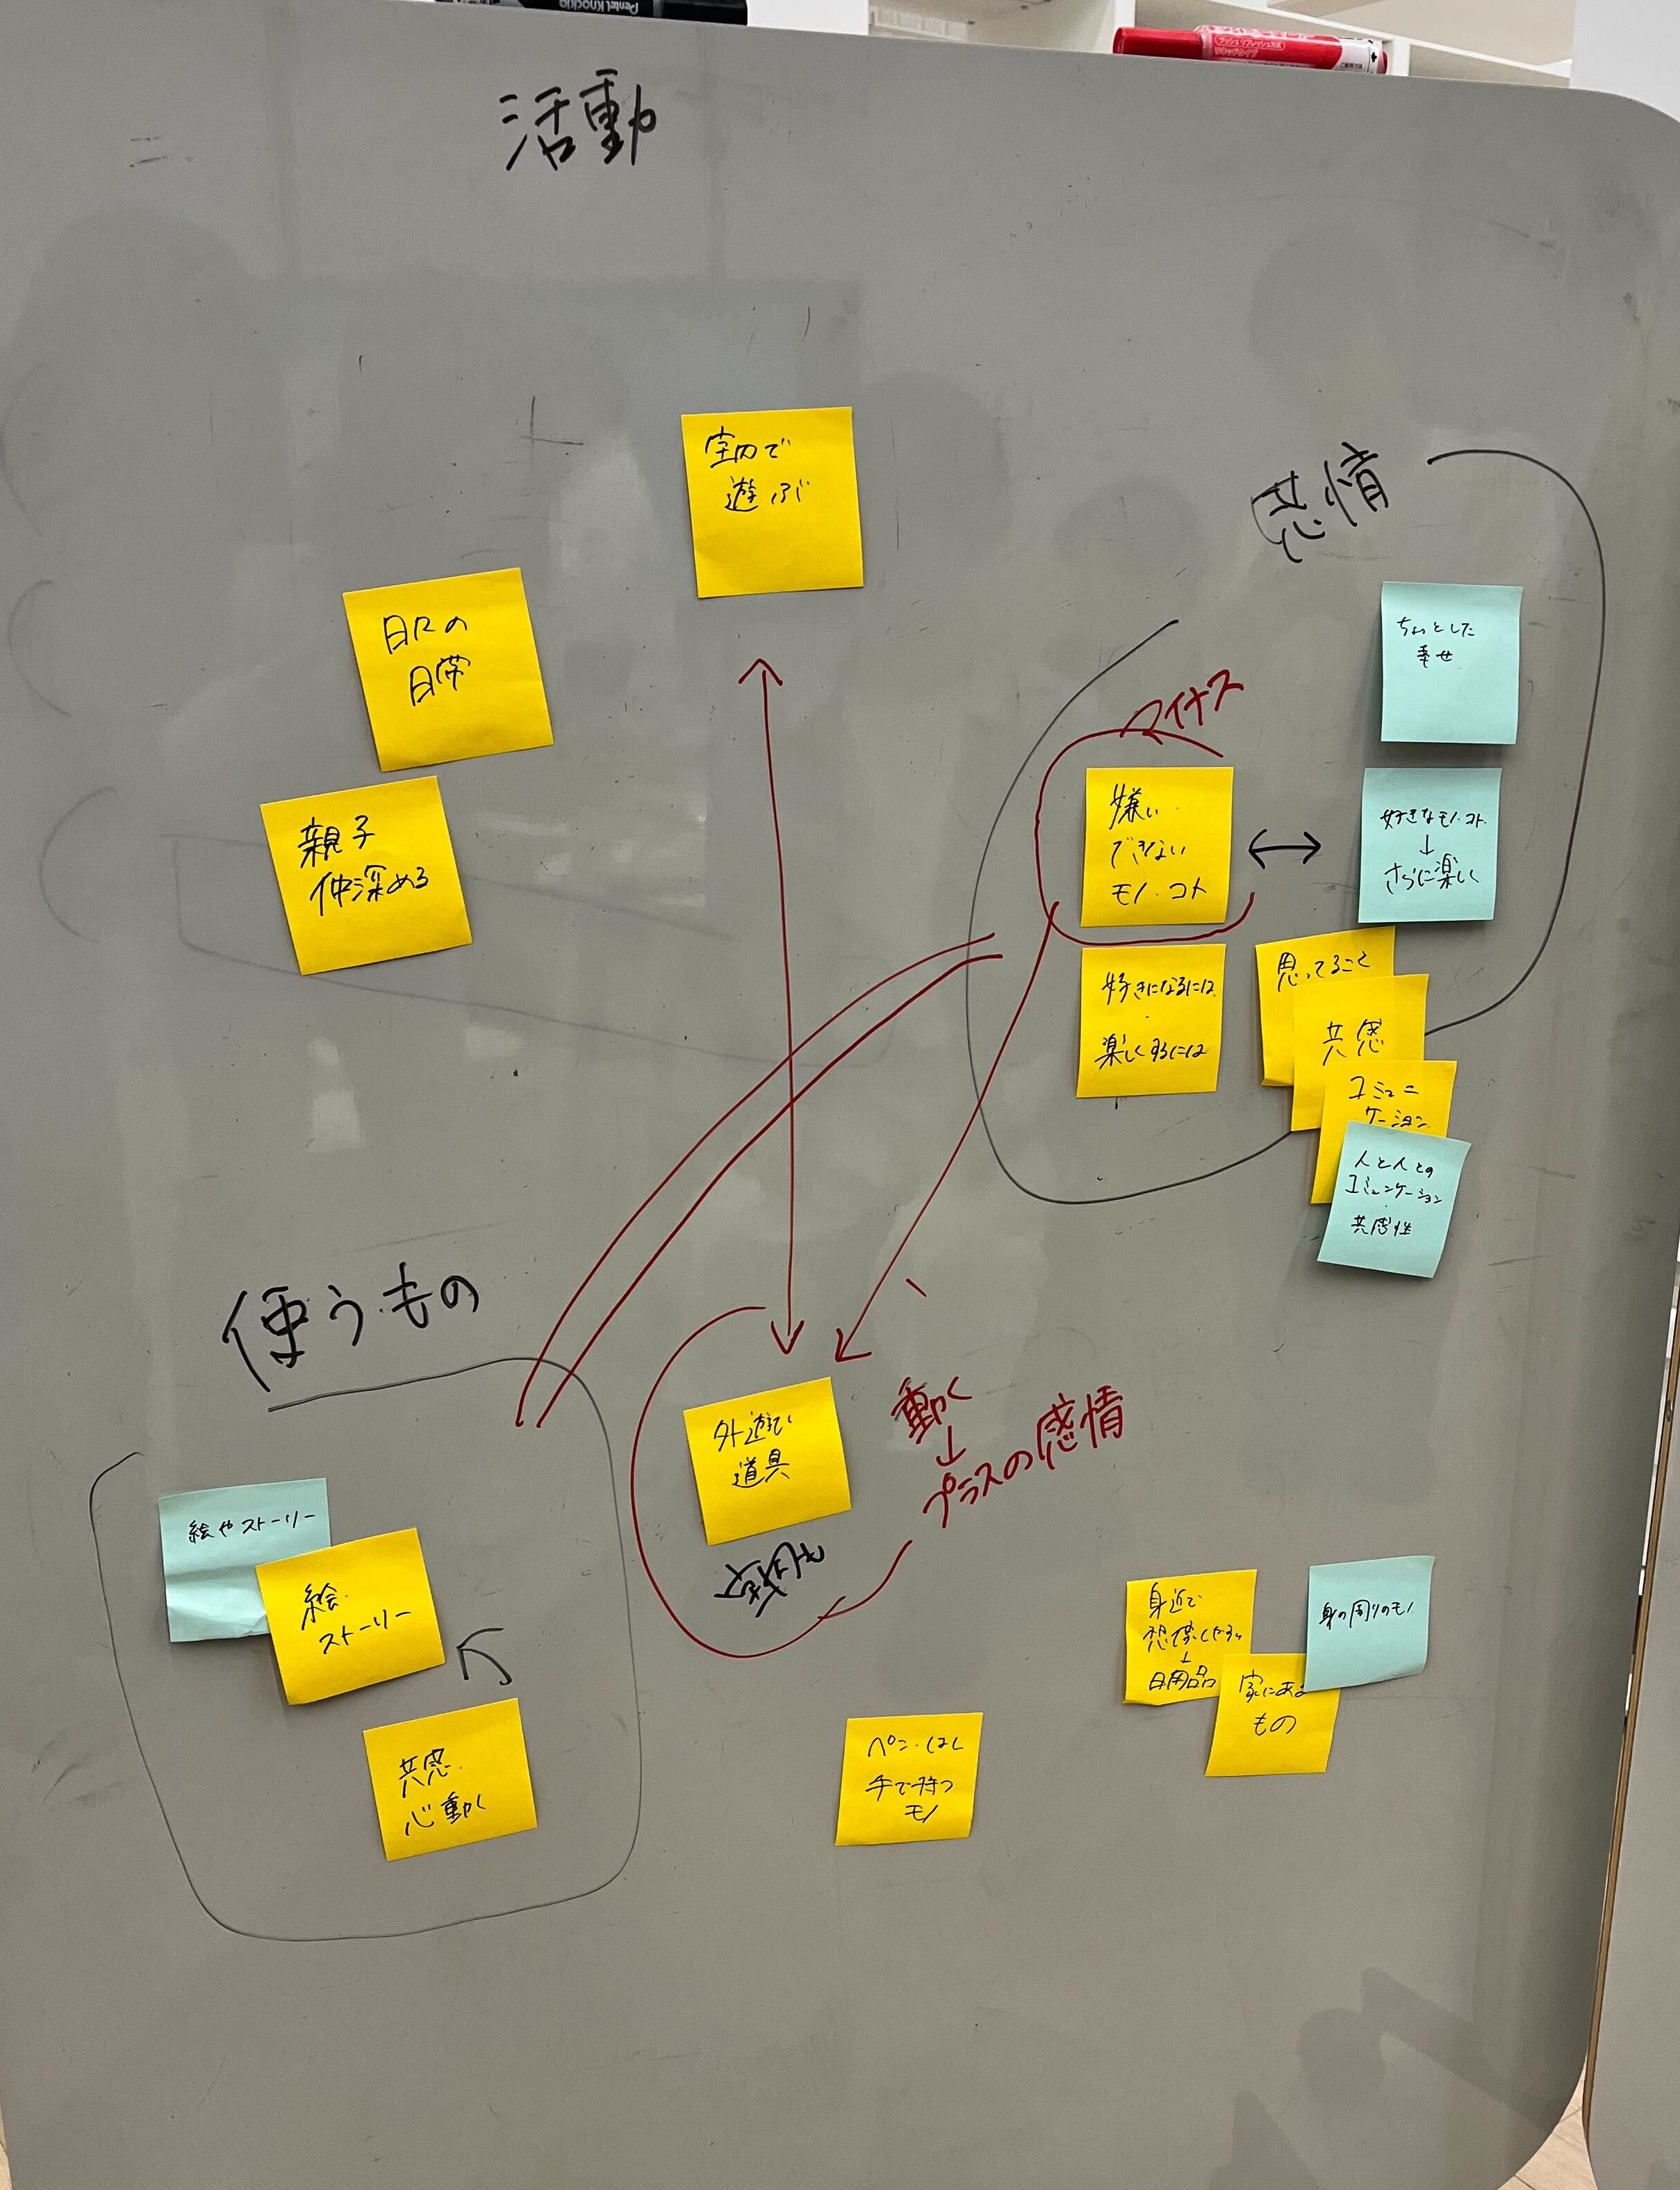 Pentel Knockle
活動
室内で
遊ぶ
日々の
日常
親子
仲深める
感情
ちょっとした
幸せ
マイナス
嫌い
できない
モノ・コト
好きなモノ・コト
↓
さらに楽しく
好きになるには
・
楽しくするには
思ってること
共感
コミュニ
ケーション
人と人との
コミュニケーション
・
共感性
使うもの
絵やストーリー
絵・
ストーリー
共感・
心動く
外遊び
道具
動く
↓
プラスの感情
身近で
想像しやすい
↓
日用品
家にある
もの
身の周りのモノ
ペン・はし
手で持つ
モノ